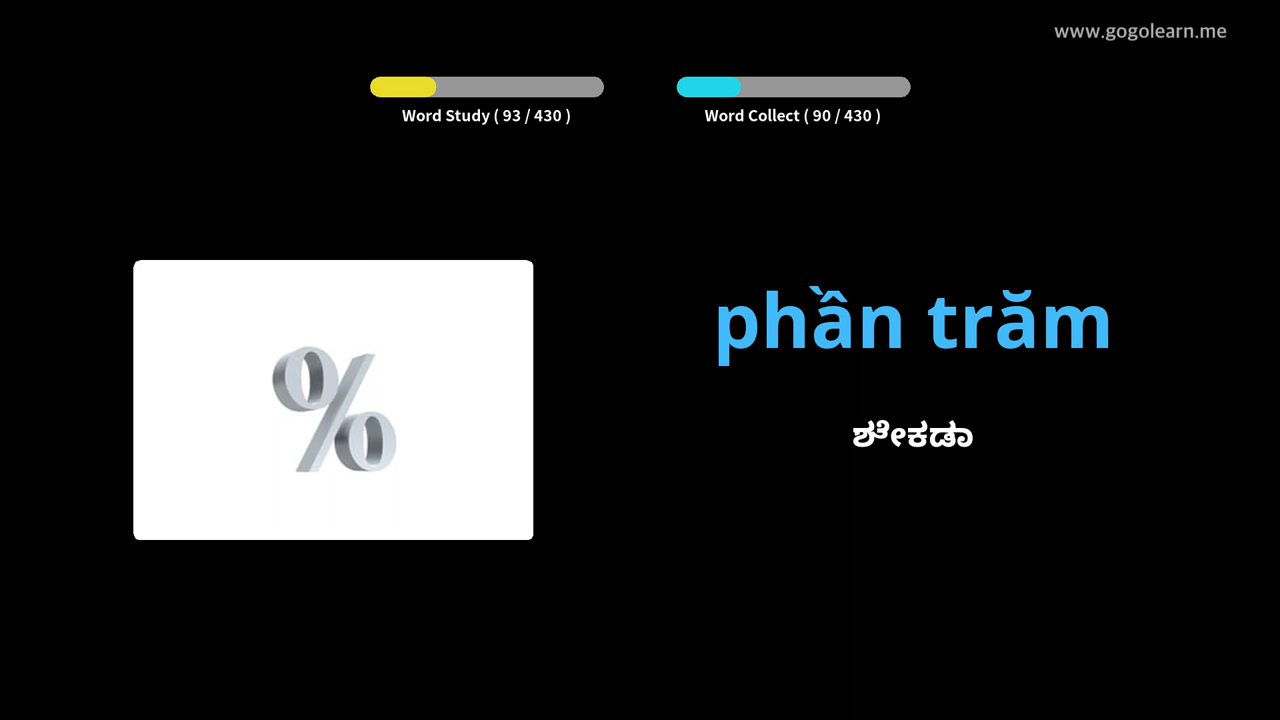 www.gogolearn.me
Word Study ( 93 / 430 )
Word Collect ( 90 / 430 )
%
phần trăm
ಶೇಕಡಾ